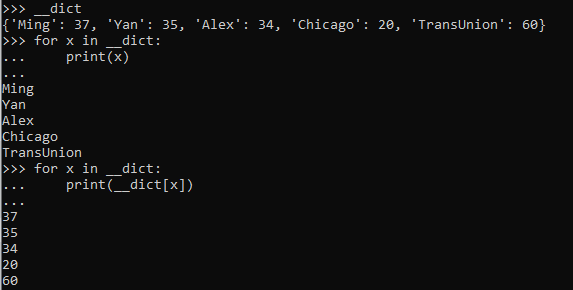 >>> __dict
{'Ming': 37, 'Yan': 35, 'Alex': 34, 'Chicago': 20, 'TransUnion': 60}
>>> for x in __dict:
...     print(x)
...
Ming
Yan
Alex
Chicago
TransUnion
>>> for x in __dict:
...     print(__dict[x])
...
37
35
34
20
60